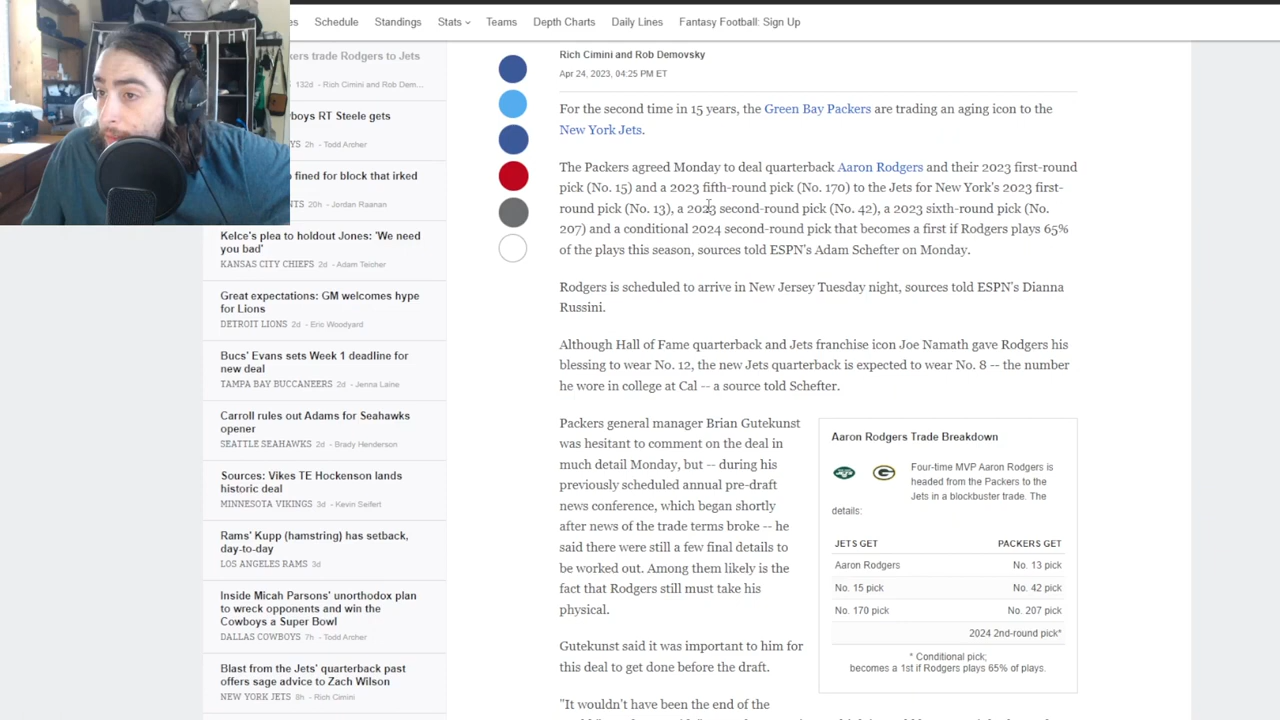 es Schedule Standings Stats Teams Depth Charts Daily Lines Fantasy Football: Sign Up
kers trade Rodgers to Jets
132d - Rich Cimini and Rob Dem...
boys RT Steele gets
YS 2h - Todd Archer
fined for block that irked
NTS 20h - Jordan Raanan
Kelce's plea to holdout Jones: 'We need
you bad'
KANSAS CITY CHIEFS 2d - Adam Teicher
Great expectations: GM welcomes hype
for Lions
DETROIT LIONS 2d - Eric Woodyard
Bucs' Evans sets Week 1 deadline for
new deal
TAMPA BAY BUCCANEERS 2d - Jenna Laine
Carroll rules out Adams for Seahawks
opener
SEATTLE SEAHAWKS 2d - Brady Henderson
Sources: Vikes TE Hockenson lands
historic deal
MINNESOTA VIKINGS 3d - Kevin Seifert
Rams' Kupp (hamstring) has setback,
day-to-day
LOS ANGELES RAMS 3d
Inside Micah Parsons' unorthodox plan
to wreck opponents and win the
Cowboys a Super Bowl
DALLAS COWBOYS 7h - Todd Archer
Blast from the Jets' quarterback past
offers sage advice to Zach Wilson
NEW YORK JETS 8h - Rich Cimini
Rich Cimini and Rob Demovsky
Apr 24, 2023, 04:25 PM ET
For the second time in 15 years, the Green Bay Packers are trading an aging icon to the
New York Jets.
The Packers agreed Monday to deal quarterback Aaron Rodgers and their 2023 first-round
pick (No. 15) and a 2023 fifth-round pick (No. 170) to the Jets for New York's 2023 first-
round pick (No. 13), a 2023 second-round pick (No. 42), a 2023 sixth-round pick (No.
207) and a conditional 2024 second-round pick that becomes a first if Rodgers plays 65%
of the plays this season, sources told ESPN's Adam Schefter on Monday.
Rodgers is scheduled to arrive in New Jersey Tuesday night, sources told ESPN's Dianna
Russini.
Although Hall of Fame quarterback and Jets franchise icon Joe Namath gave Rodgers his
blessing to wear No. 12, the new Jets quarterback is expected to wear No. 8 -- the number
he wore in college at Cal -- a source told Schefter.
Packers general manager Brian Gutekunst
was hesitant to comment on the deal in
much detail Monday, but -- during his
previously scheduled annual pre-draft
news conference, which began shortly
after news of the trade terms broke -- he
said there were still a few final details to
be worked out. Among them likely is the
fact that Rodgers still must take his
physical.
Gutekunst said it was important to him for
this deal to get done before the draft.
"It wouldn't have been the end of the
Aaron Rodgers Trade Breakdown
Four-time MVP Aaron Rodgers is
headed from the Packers to the
Jets in a blockbuster trade. The
details:
JETS GET PACKERS GET
Aaron Rodgers No. 13 pick
No. 15 pick No. 42 pick
No. 170 pick No. 207 pick
2024 2nd-round pick*
* Conditional pick;
becomes a 1st if Rodgers plays 65% of plays.